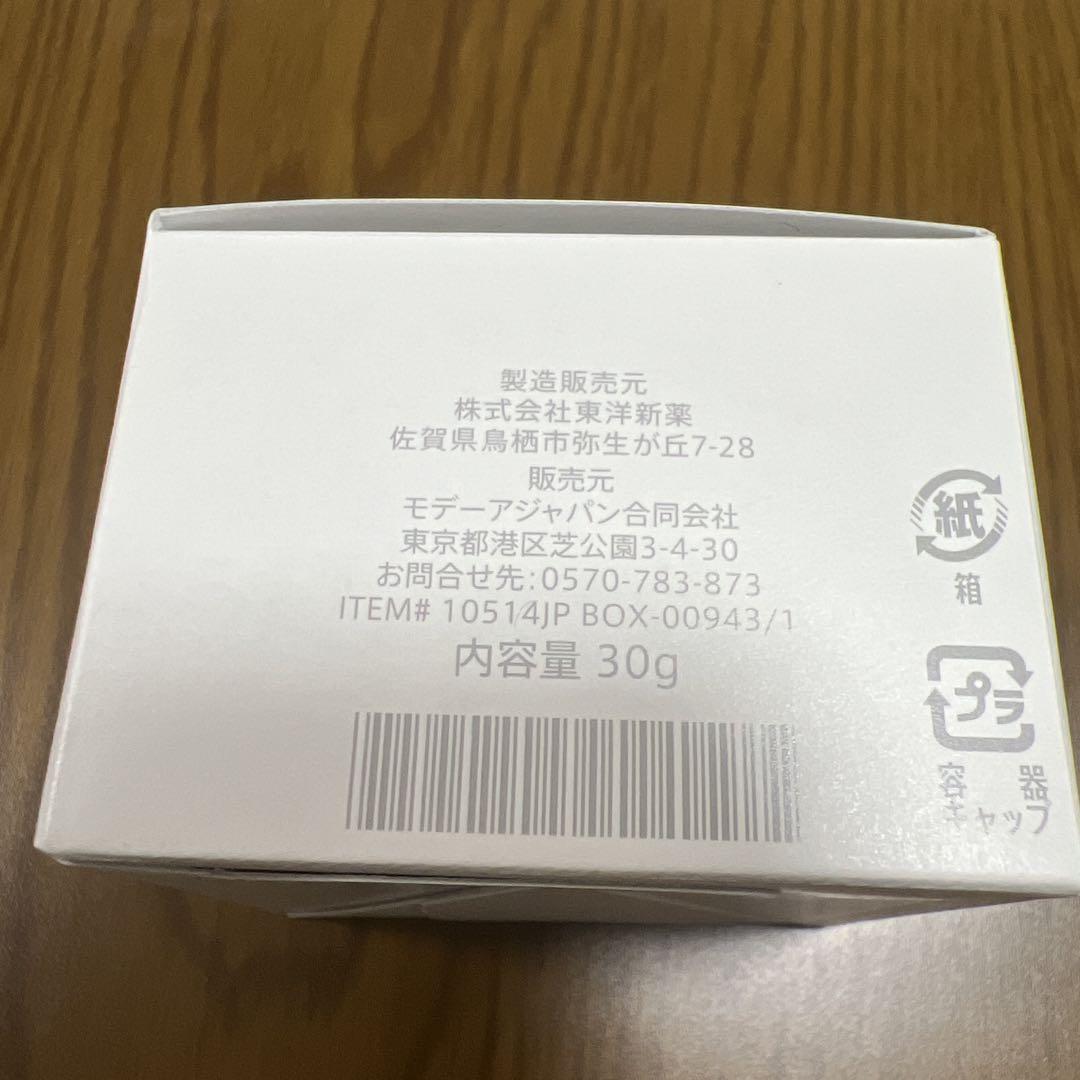 製造販売元
株式会社東洋新薬
佐賀県鳥栖市弥生が丘7-28
販売元
モデーアジャパン合同会社
東京都港区芝公園3-4-30
お問合せ先:0570-783-873
ITEM# 10514JP BOX-00943/1
内容量 30g
紙
箱
プラ
容器
キャップ